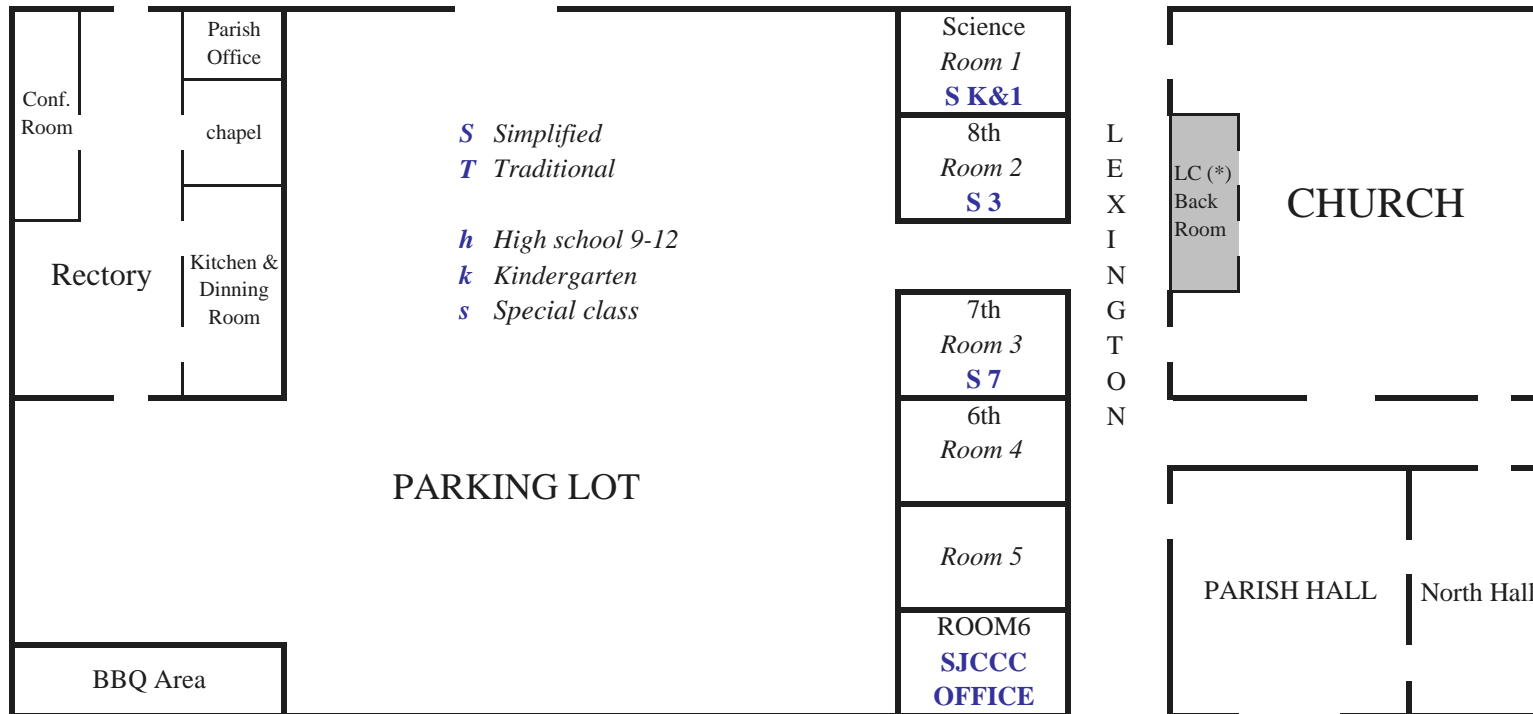 Conf.
Room
Parish
Office
chapel
Rectory
Kitchen &
Dinning
Room
S Simplified
T Traditional
h High school 9-12
k Kindergarten
s Special class
PARKING LOT
BBQ Area
Science
Room 1
S K&1
8th
Room 2
S 3
7th
Room 3
S 7
6th
Room 4
Room 5
ROOM6
SJCCC
OFFICE
L
E
X
I
N
G
T
O
N
LC (*)
Back
Room
CHURCH
PARISH HALL
North Hall